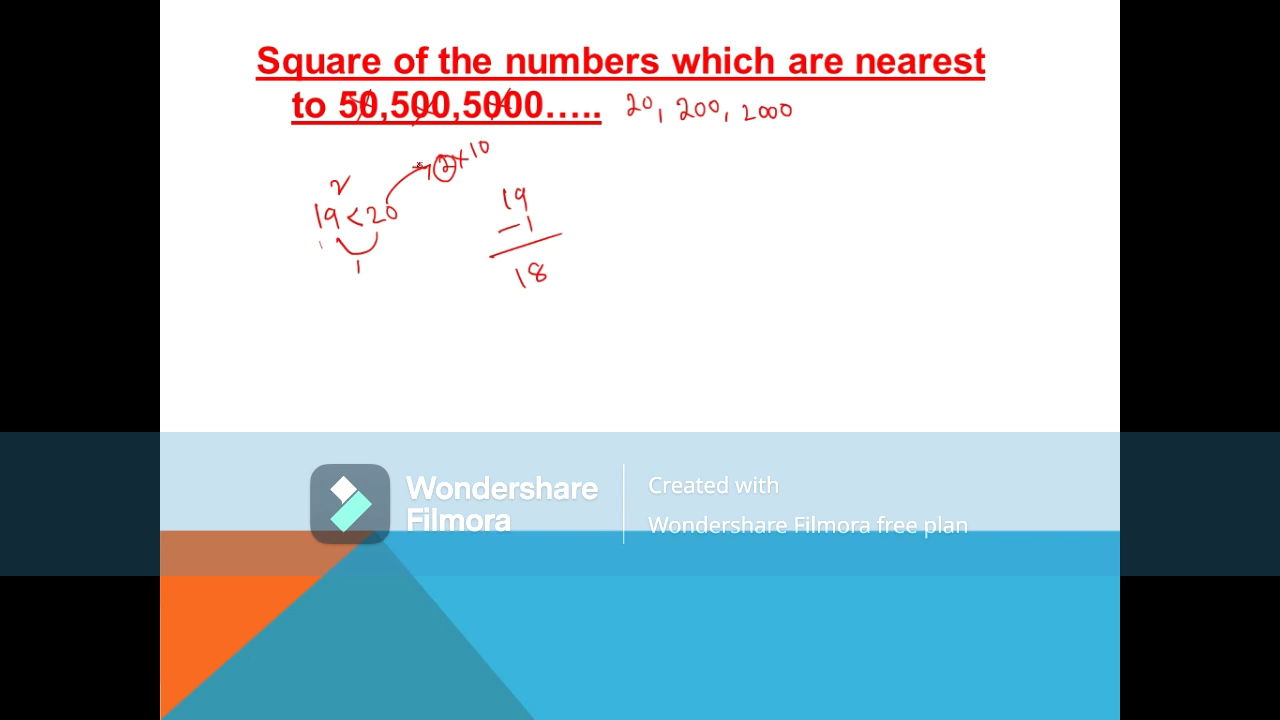 Square of the numbers which are nearest
to 50,500,5000..... 20, 200, 2000
2 × 10
19² < 20
1
19
- 1
18
Wondershare
Filmora
Created with
Wondershare Filmora free plan